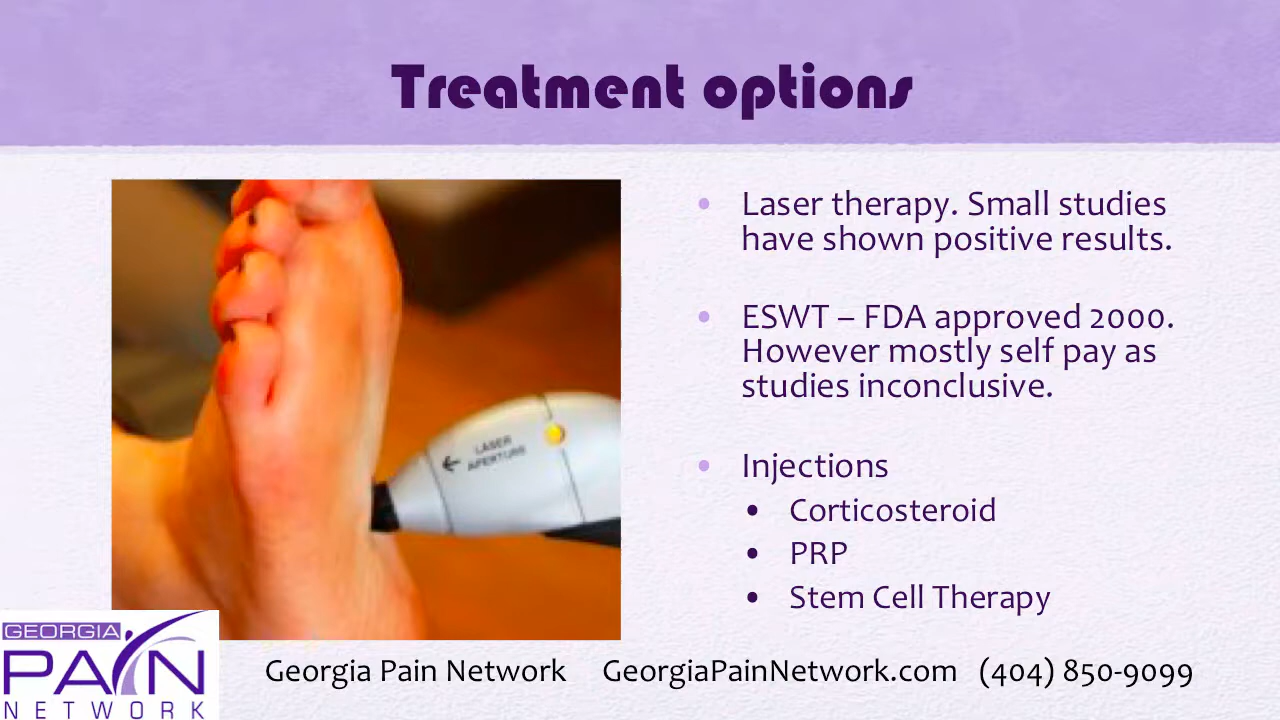 Treatment options
• Laser therapy. Small studies
have shown positive results.
• ESWT – FDA approved 2000.
However mostly self pay as
studies inconclusive.
• Injections
• Corticosteroid
• PRP
• Stem Cell Therapy
← LASER
APERTURE
GEORGIA
PAIN
NETWORK
Georgia Pain Network GeorgiaPainNetwork.com (404) 850-9099